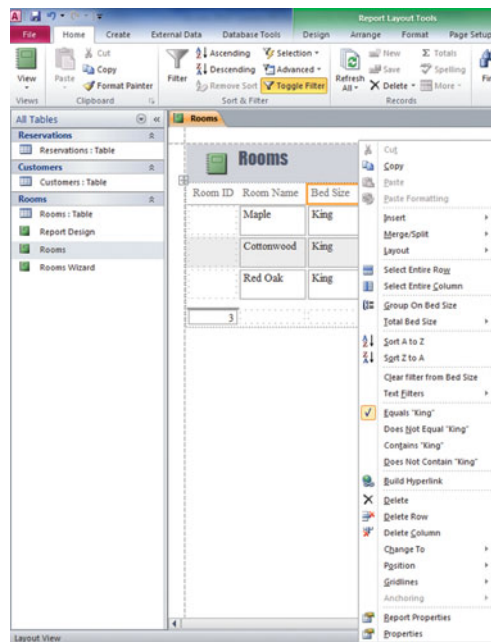 Report Layout Tools
File Home Create External Data Database Tools Design Arrange Format Page Setup
View
Views
Paste
Cut
Copy
Format Painter
Clipboard
Filter
Ascending
Descending
Remove Sort
Selection
Advanced
Toggle Filter
Sort & Filter
Refresh All
New
Save
Delete
Totals
Spelling
More
Records
All Tables
Reservations
Reservations : Table
Customers
Customers : Table
Rooms
Rooms : Table
Report Design
Rooms
Rooms Wizard
Rooms
Rooms
Room ID Room Name Bed Size
Maple King
Cottonwood King
Red Oak King
3
Cut
Copy
Paste
Paste Formatting
Insert
Merge/Split
Layout
Select Entire Row
Select Entire Column
Group On Bed Size
Total Bed Size
Sort A to Z
Sort Z to A
Clear filter from Bed Size
Text Filters
Equals "King"
Does Not Equal "King"
Contains "King"
Does Not Contain "King"
Build Hyperlink
Delete
Delete Row
Delete Column
Change To
Position
Gridlines
Anchoring
Report Properties
Properties
Layout View